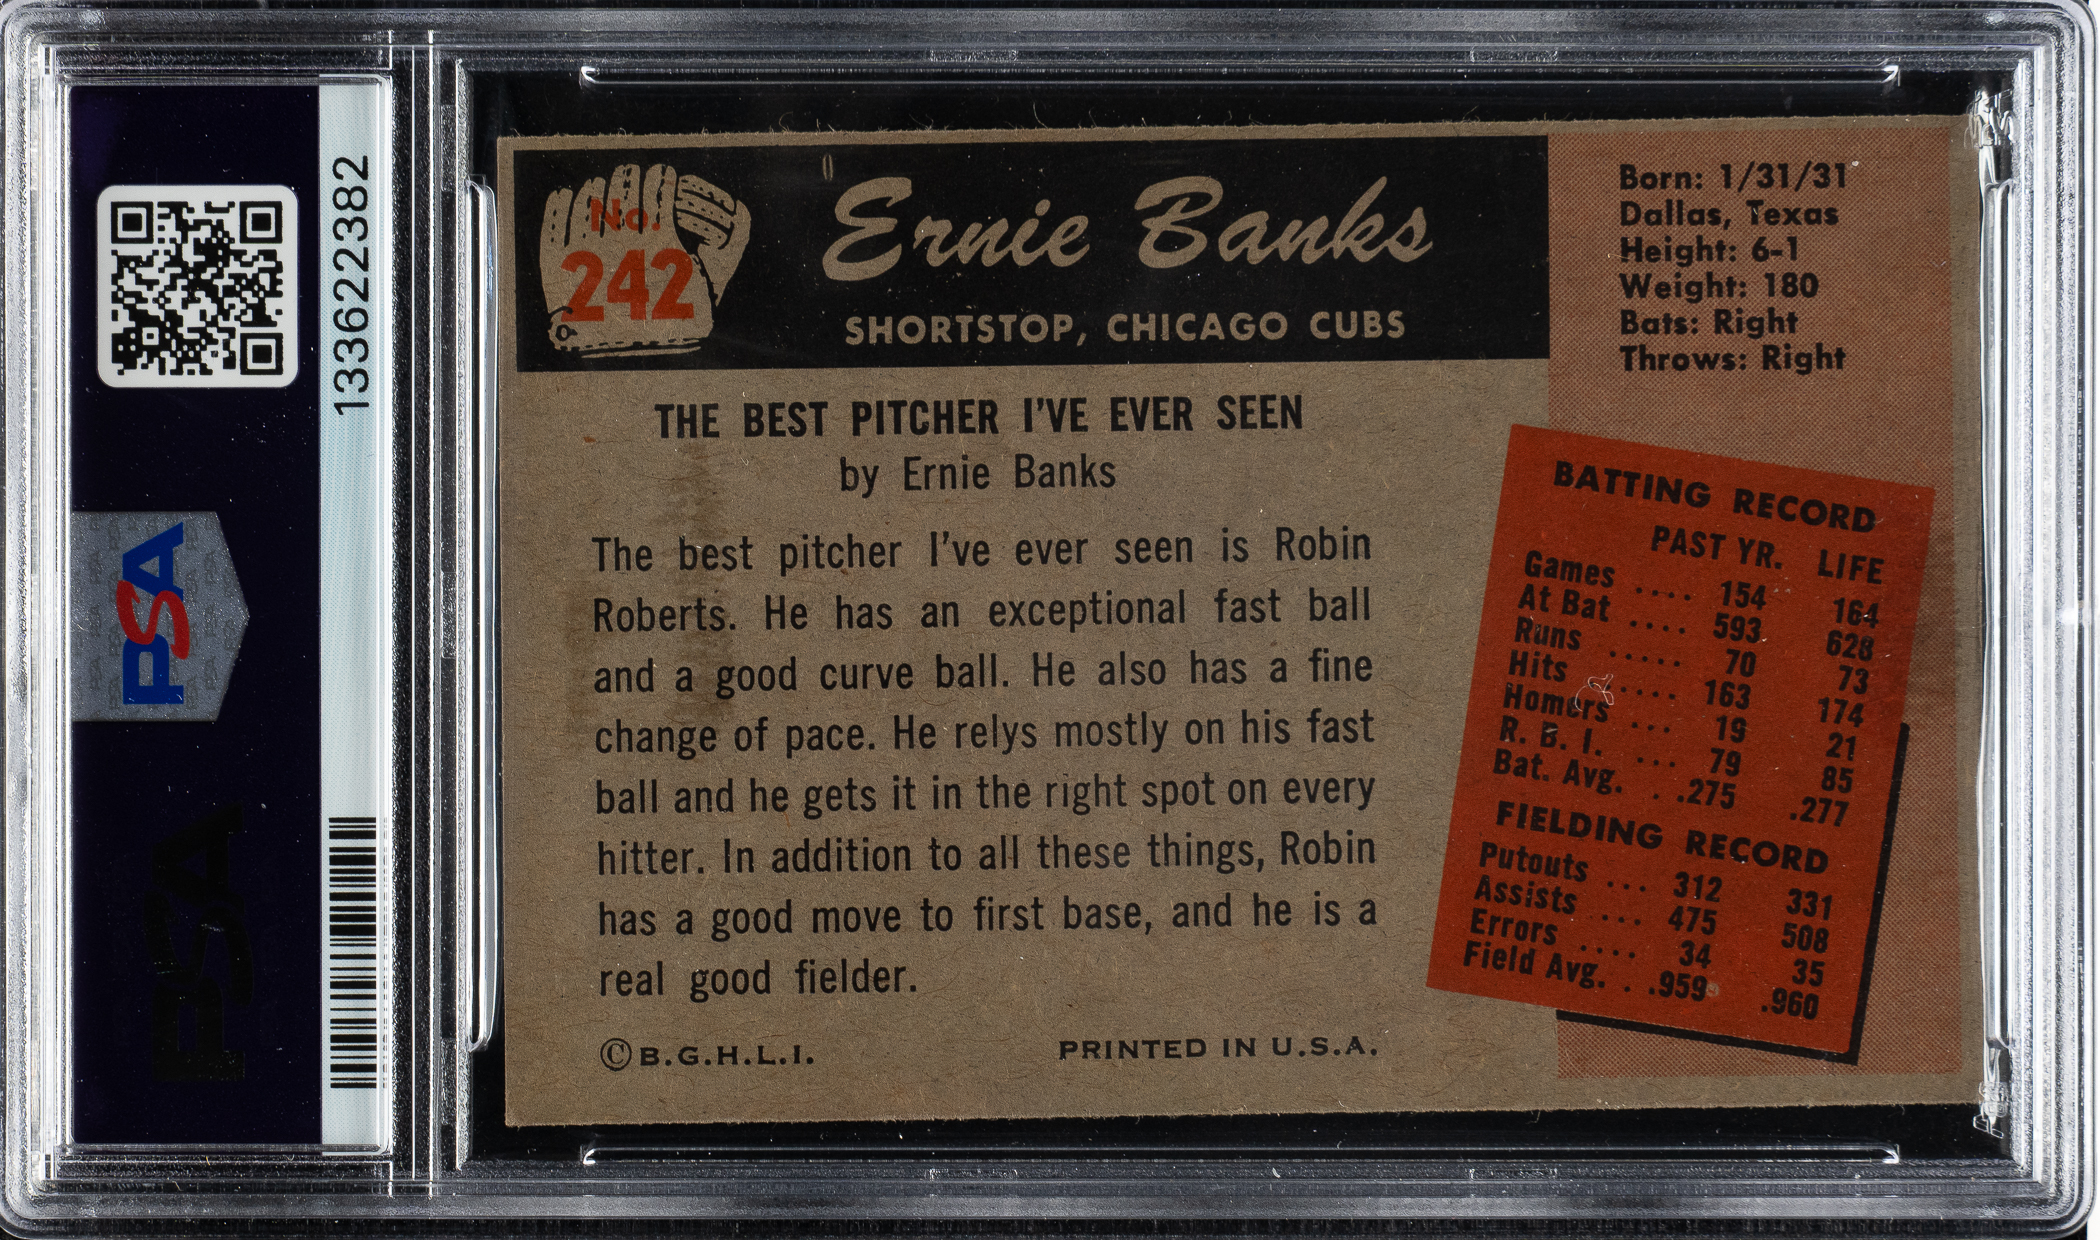 133622382
PSA
PSA
No.
242
Ernie Banks
SHORTSTOP, CHICAGO CUBS
Born: 1/31/31
Dallas, Texas
Height: 6-1
Weight: 180
Bats: Right
Throws: Right
THE BEST PITCHER I'VE EVER SEEN
by Ernie Banks
The best pitcher I've ever seen is Robin
Roberts. He has an exceptional fast ball
and a good curve ball. He also has a fine
change of pace. He relys mostly on his fast
ball and he gets it in the right spot on every
hitter. In addition to all these things, Robin
has a good move to first base, and he is a
real good fielder.
© B.G.H.L.I. PRINTED IN U.S.A.
BATTING RECORD
PAST YR. LIFE
Games .... 154 164
At Bat .... 593 628
Runs ..... 70 73
Hits ..... 163 174
Homers ... 19 21
R. B. I. ... 79 85
Bat. Avg. . .275 .277
FIELDING RECORD
Putouts ... 312 331
Assists .... 475 508
Errors .... 34 35
Field Avg. . .959 .960